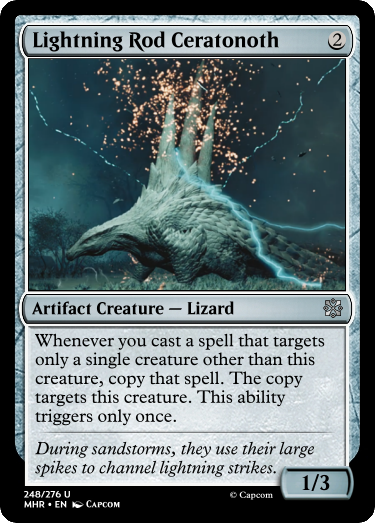 Lightning Rod Ceratonoth 2
Artifact Creature — Lizard
Whenever you cast a spell that targets
only a single creature other than this
creature, copy that spell. The copy
targets this creature. This ability
triggers only once.
During sandstorms, they use their large
spikes to channel lightning strikes.
1/3
248/276 U
MHR • EN Capcom
© Capcom